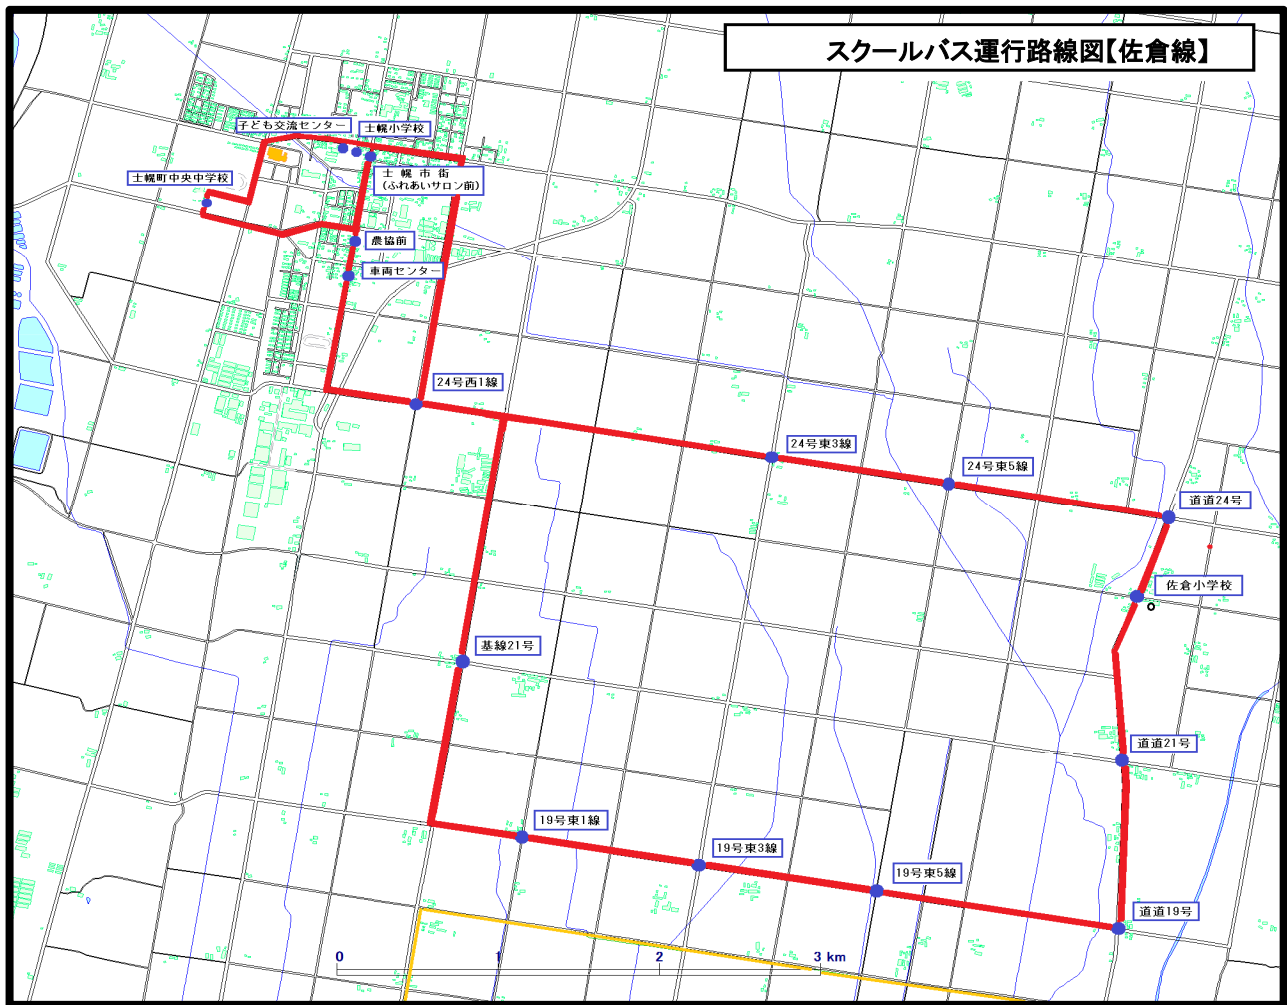 スクールバス運行路線図【佐倉線】
子ども交流センター
士幌小学校
士幌町中央中学校
士幌市街
(ふれあいサロン前)
農協前
車両センター
24号西1線
24号東3線
24号東5線
道道24号
佐倉小学校
基線21号
道道21号
19号東1線
19号東3線
19号東5線
道道19号
0 1 2 3 km